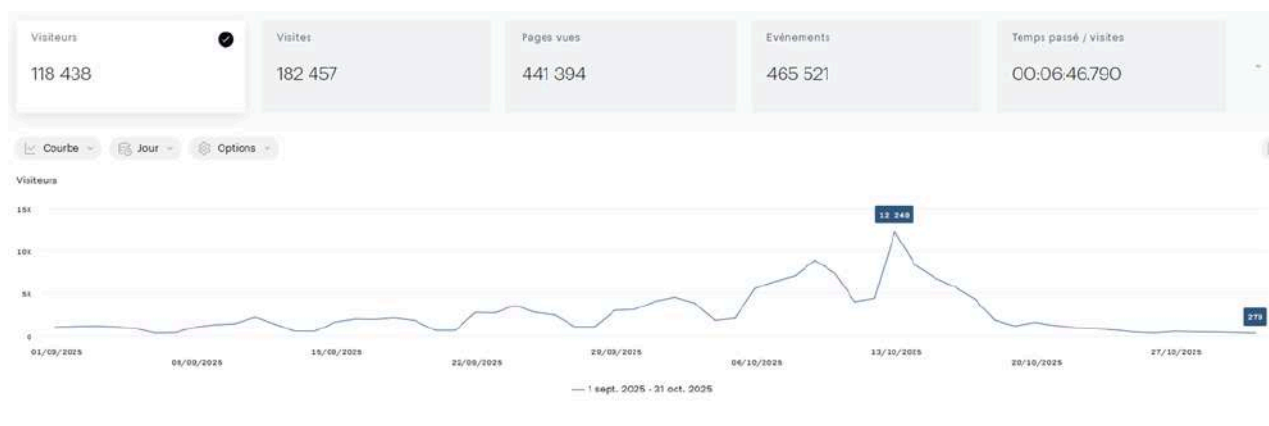 Visiteurs
118 438
Visites
182 457
Pages vues
441 394
Evénements
465 521
Temps passé / visites
00:06:46.790
Courbe
Jour
Options
Visiteurs
15K
12 240
10K
5K
273
0
01/09/2025
08/09/2025
15/09/2025
22/09/2025
29/09/2025
06/10/2025
13/10/2025
20/10/2025
27/10/2025
1 sept. 2025 - 31 oct. 2025